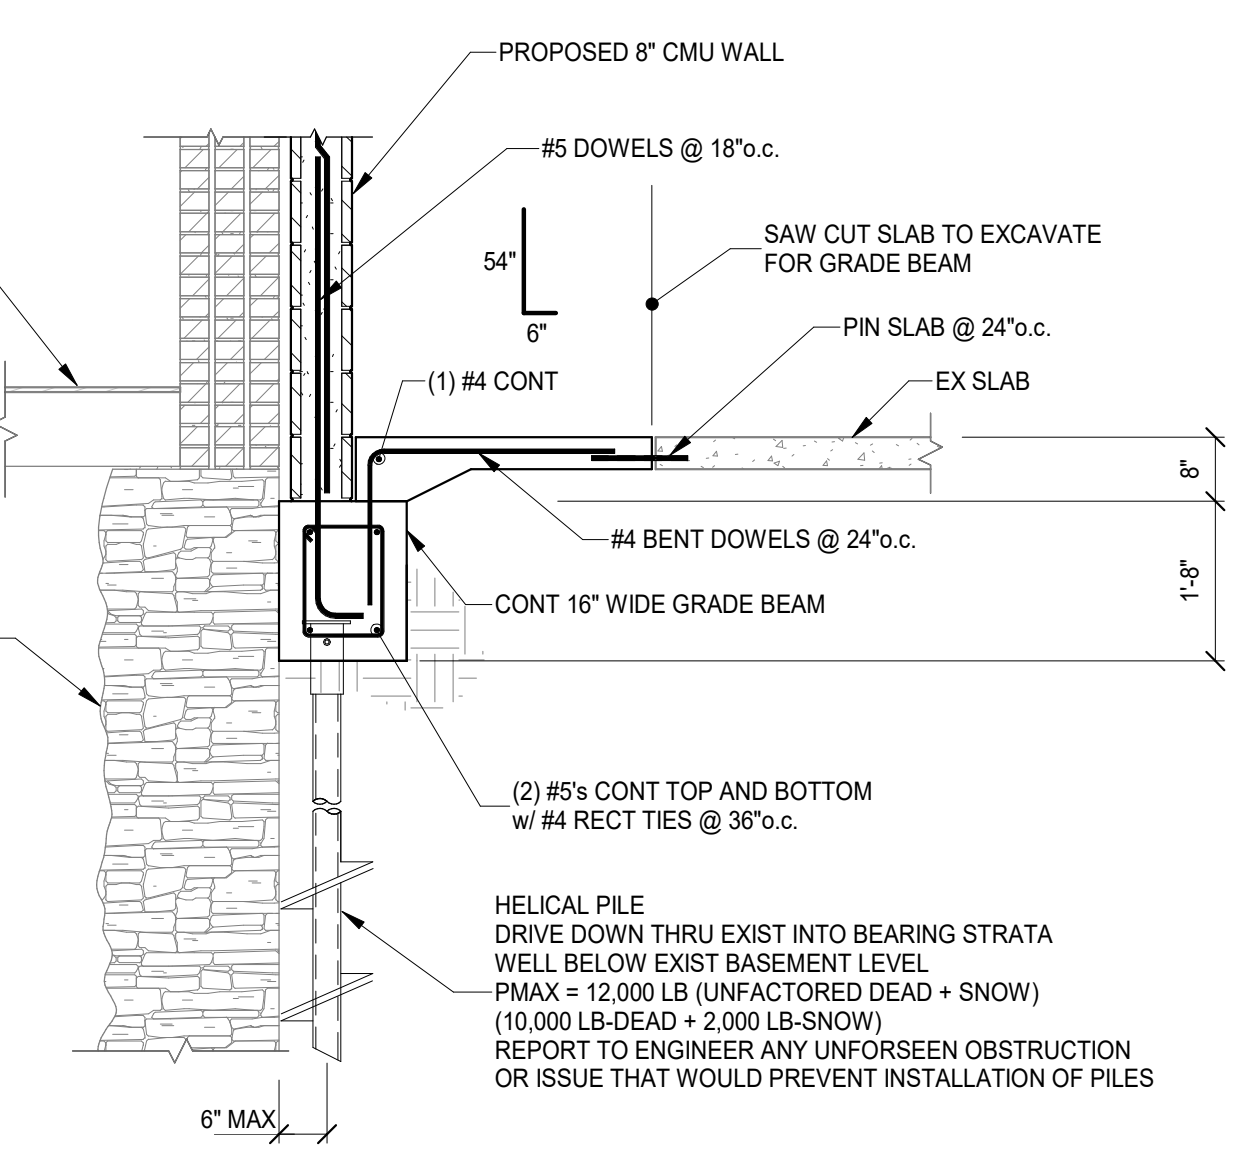 PROPOSED 8" CMU WALL
#5 DOWELS @ 18"o.c.
SAW CUT SLAB TO EXCAVATE
FOR GRADE BEAM
54"
6"
PIN SLAB @ 24"o.c.
(1) #4 CONT
EX SLAB
8"
#4 BENT DOWELS @ 24"o.c.
1'-8"
CONT 16" WIDE GRADE BEAM
(2) #5's CONT TOP AND BOTTOM
w/ #4 RECT TIES @ 36"o.c.
HELICAL PILE
DRIVE DOWN THRU EXIST INTO BEARING STRATA
WELL BELOW EXIST BASEMENT LEVEL
PMAX = 12,000 LB (UNFACTORED DEAD + SNOW)
(10,000 LB-DEAD + 2,000 LB-SNOW)
REPORT TO ENGINEER ANY UNFORSEEN OBSTRUCTION
OR ISSUE THAT WOULD PREVENT INSTALLATION OF PILES
6" MAX